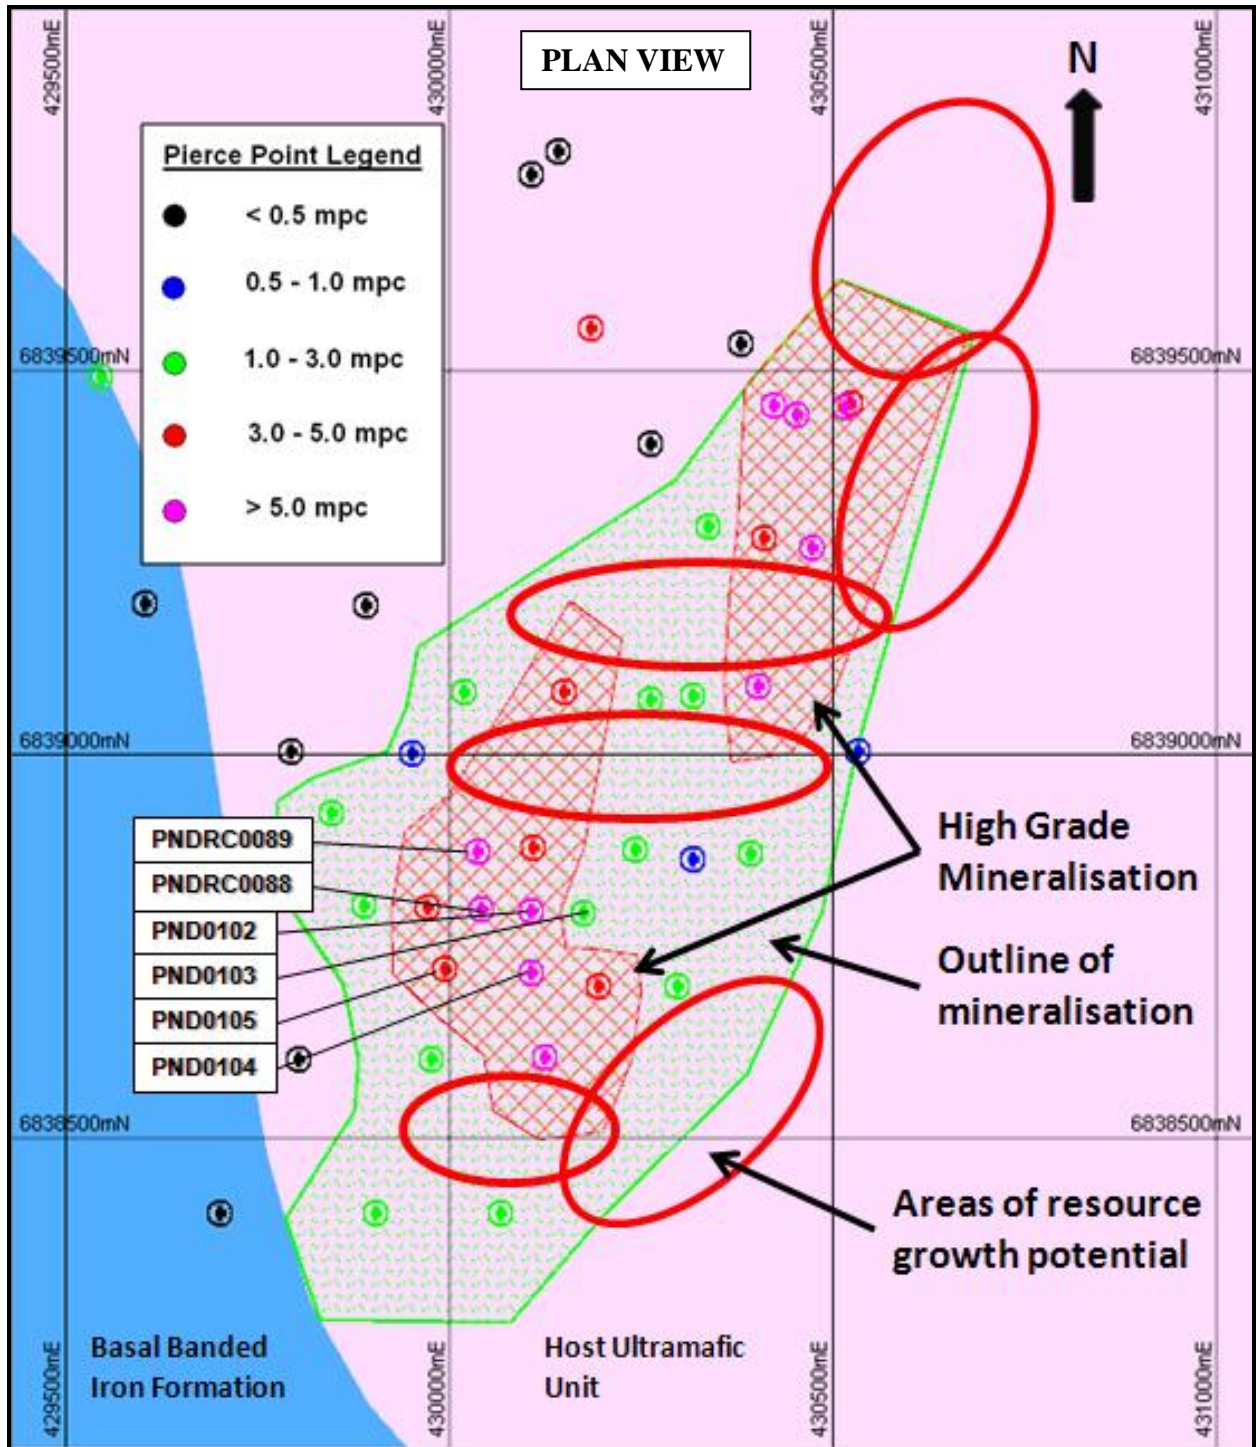 429500mE
430000mE
PLAN VIEW
430500mE
431000mE
N
Pierce Point Legend
< 0.5 mpc
0.5 - 1.0 mpc
1.0 - 3.0 mpc
3.0 - 5.0 mpc
> 5.0 mpc
6839500mN
6839500mN
6839000mN
6839000mN
PNDRC0089
PNDRC0088
PND0102
PND0103
PND0105
PND0104
High Grade
Mineralisation
Outline of
mineralisation
6838500mN
6838500mN
Areas of resource
growth potential
Basal Banded
Iron Formation
Host Ultramafic
Unit
429500mE
430000mE
430500mE
431000mE